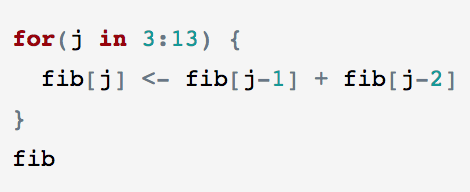 for(j in 3:13) {
  fib[j] <- fib[j-1] + fib[j-2]
}
fib